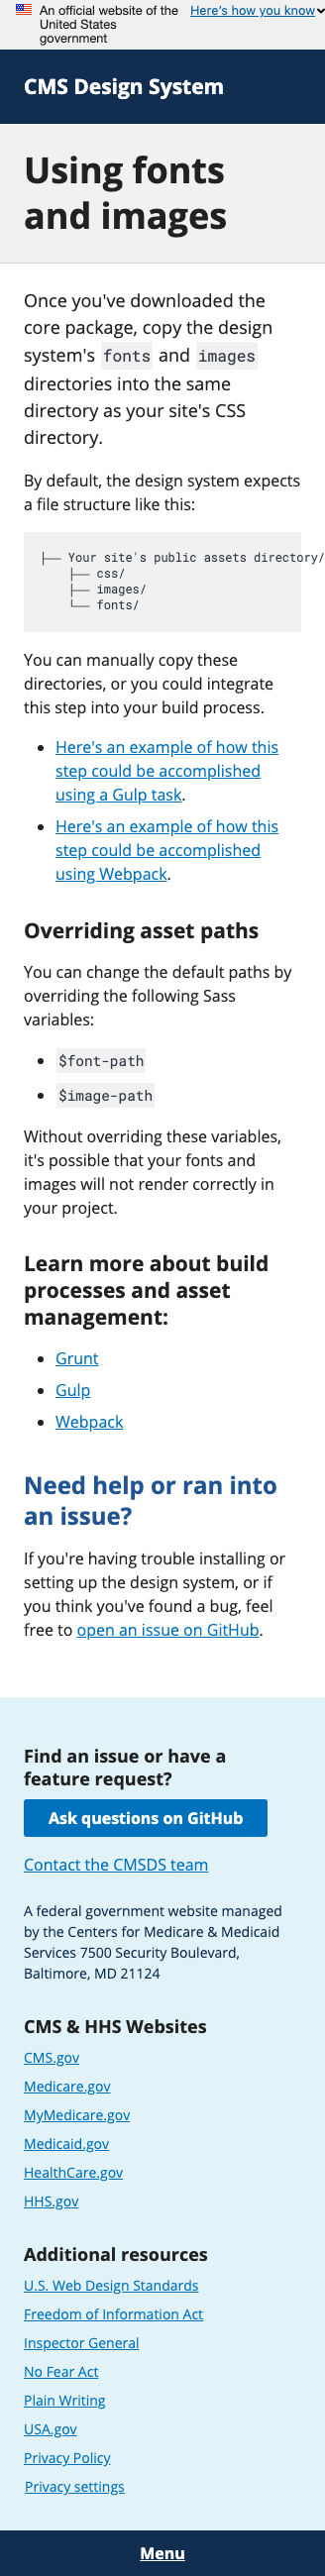 An official website of the
United States
government
Here's how you know
CMS Design System
Using fonts
and images
Once you've downloaded the
core package, copy the design
system's fonts and images
directories into the same
directory as your site's CSS
directory.
By default, the design system expects
a file structure like this:
├── Your site's public assets directory/
├── css/
├── images/
└── fonts/
You can manually copy these
directories, or you could integrate
this step into your build process.
• Here's an example of how this
step could be accomplished
using a Gulp task.
• Here's an example of how this
step could be accomplished
using Webpack.
Overriding asset paths
You can change the default paths by
overriding the following Sass
variables:
• $font-path
• $image-path
Without overriding these variables,
it's possible that your fonts and
images will not render correctly in
your project.
Learn more about build
processes and asset
management:
• Grunt
• Gulp
• Webpack
Need help or ran into
an issue?
If you're having trouble installing or
setting up the design system, or if
you think you've found a bug, feel
free to open an issue on GitHub.
Find an issue or have a
feature request?
Ask questions on GitHub
Contact the CMSDS team
A federal government website managed
by the Centers for Medicare & Medicaid
Services 7500 Security Boulevard,
Baltimore, MD 21124
CMS & HHS Websites
CMS.gov
Medicare.gov
MyMedicare.gov
Medicaid.gov
HealthCare.gov
HHS.gov
Additional resources
U.S. Web Design Standards
Freedom of Information Act
Inspector General
No Fear Act
Plain Writing
USA.gov
Privacy Policy
Privacy settings
Menu